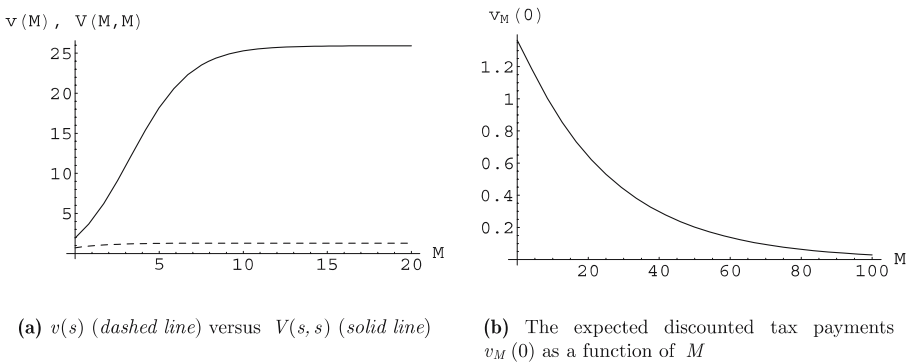 v(M), V(M,M)
25
20
15
10
5
5 10 15 20 M
(a) v(s) (dashed line) versus V(s, s) (solid line)
v_M(0)
1.2
1
0.8
0.6
0.4
0.2
20 40 60 80 100 M
(b) The expected discounted tax payments
v_M(0) as a function of M